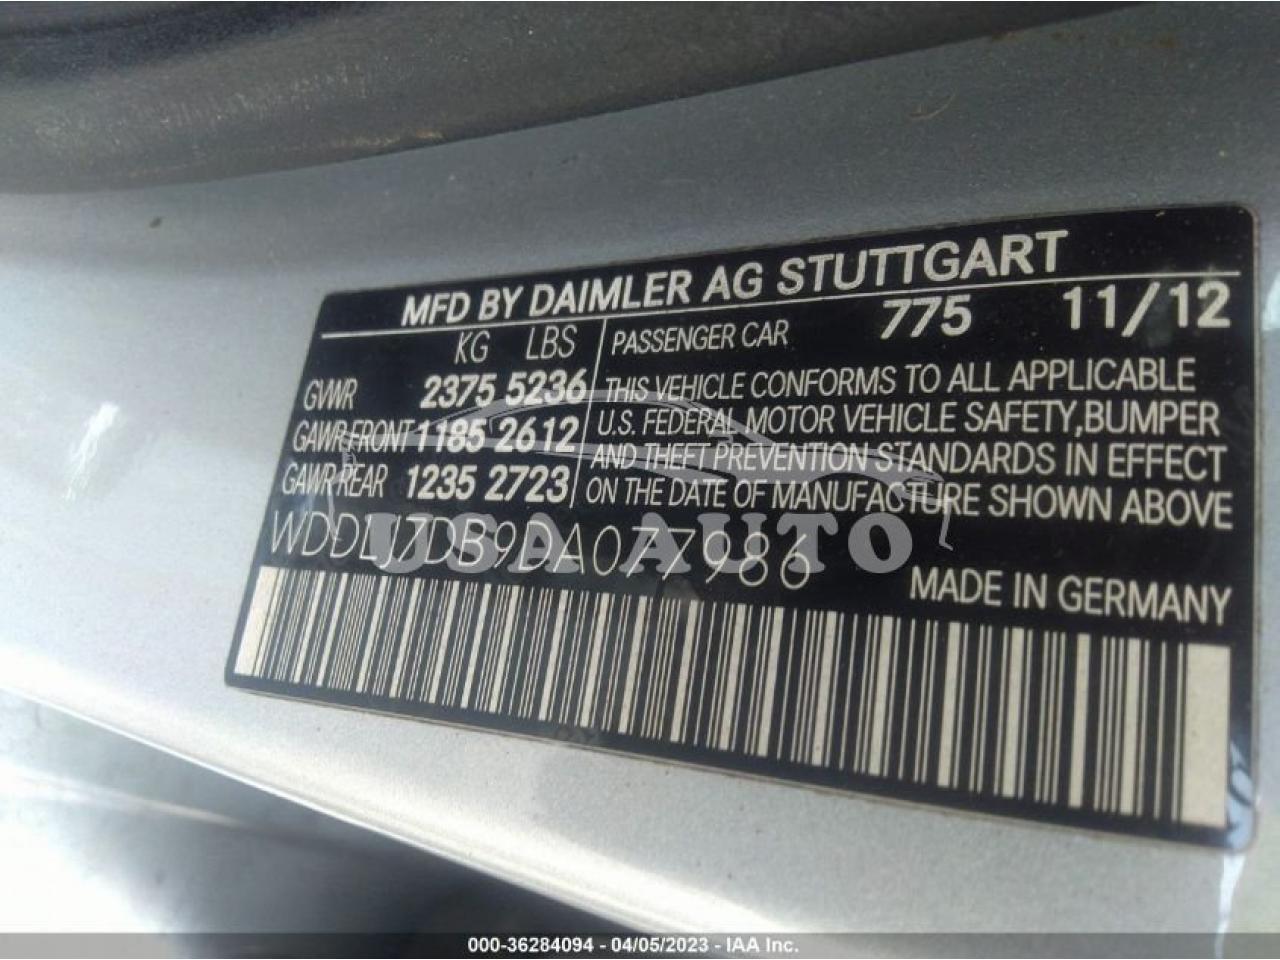 MFD BY DAIMLER AG STUTTGART
KG LBS PASSENGER CAR 775 11/12
GVWR 2375 5236 THIS VEHICLE CONFORMS TO ALL APPLICABLE
GAWR FRONT 1185 2612 U.S. FEDERAL MOTOR VEHICLE SAFETY,BUMPER
GAWR REAR 1235 2723 AND THEFT PREVENTION STANDARDS IN EFFECT
ON THE DATE OF MANUFACTURE SHOWN ABOVE
WDDLJ7DB9DA077986
MADE IN GERMANY
USA AUTO
000-36284094 - 04/05/2023 - IAA Inc.